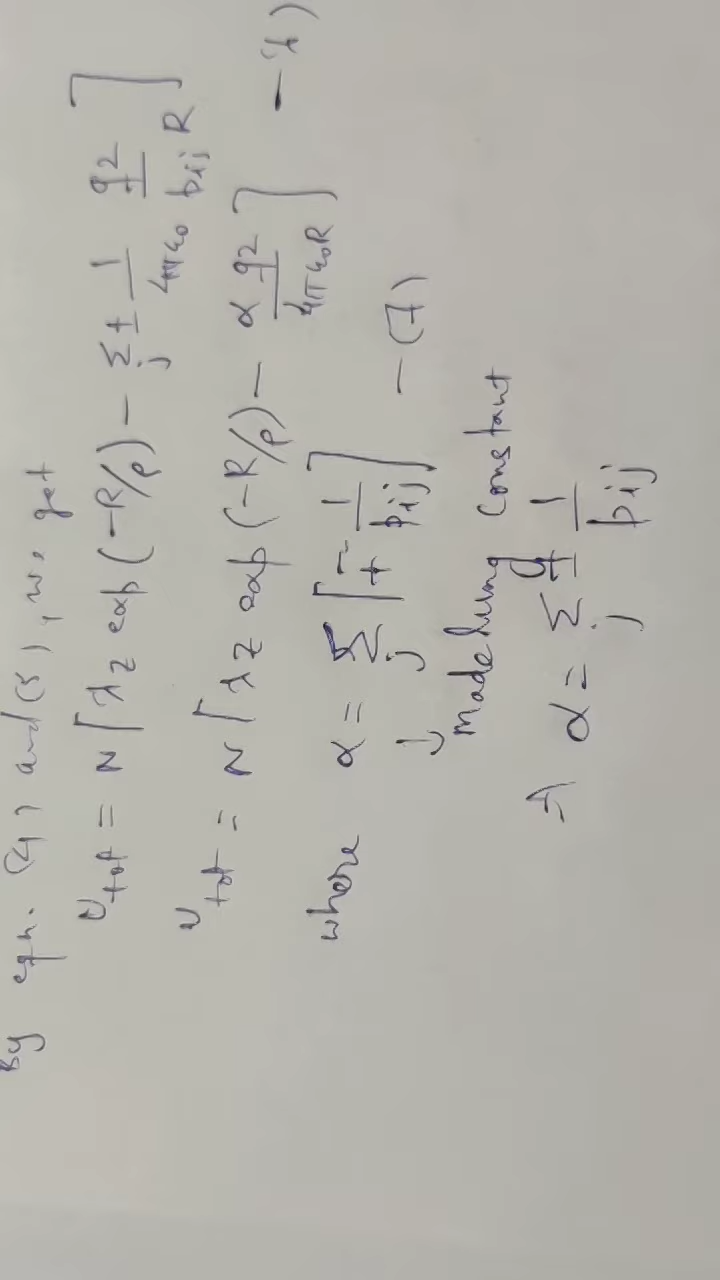 By eqn. (4) and (5), we get
U_tot = N [ λ z exp(-R/ρ) - Σ_j ± 1/4πε₀ q²/p_ij R ]
U_tot = N [ λ z exp(-R/ρ) - α q²/4πε₀R ] -( )
where α = Σ_j [ ∓ 1/p_ij ] - (7)
↓ Madelung Constant
⇒ α = Σ_j ± 1/p_ij